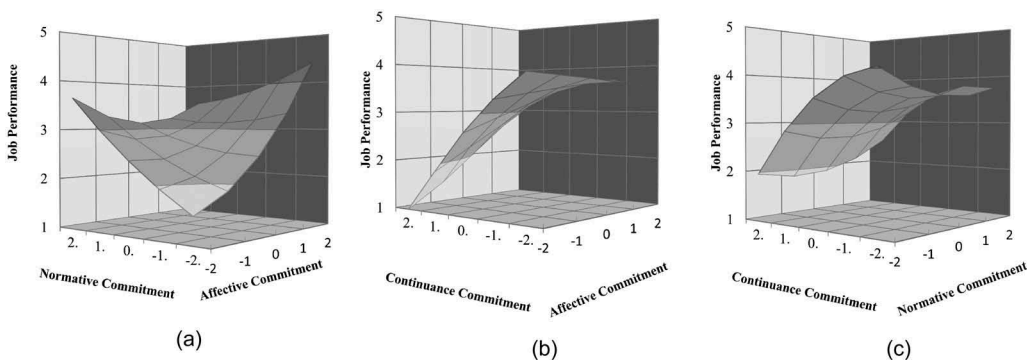 5
4
3
2
1
Job Performance
2. 1. 0. -1. -2.
-2 -1 0 1 2
Normative Commitment
Affective Commitment
(a)
5
4
3
2
1
Job Performance
2. 1. 0. -1. -2.
-2 -1 0 1 2
Continuance Commitment
Affective Commitment
(b)
5
4
3
2
1
Job Performance
2. 1. 0. -1. -2.
-2 -1 0 1 2
Continuance Commitment
Normative Commitment
(c)